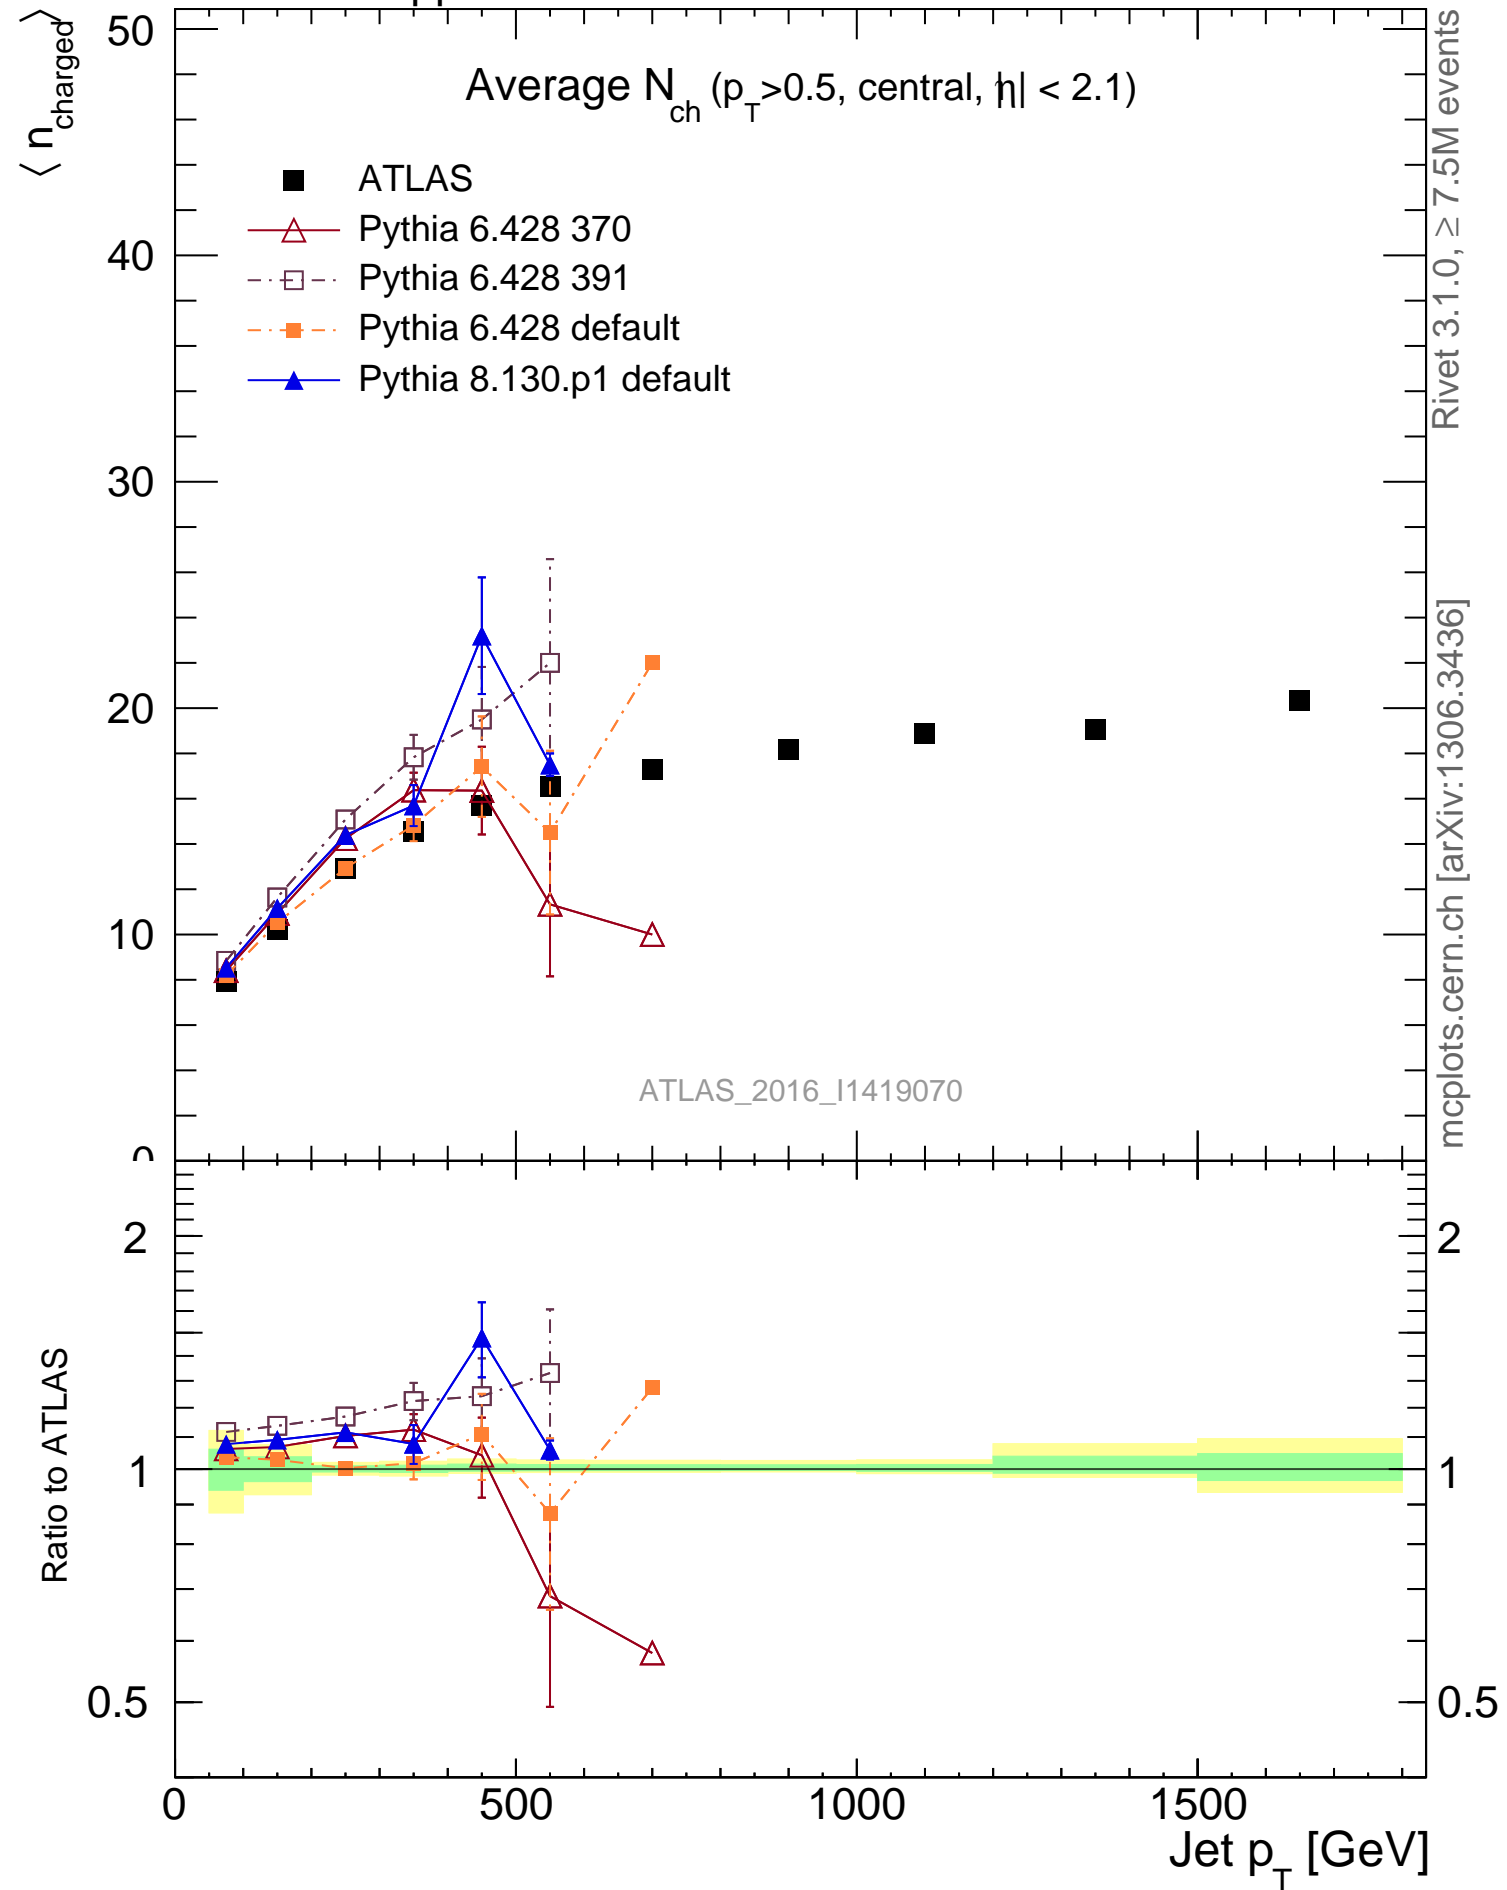 50
⟨ n_charged ⟩
Average N_ch (p_T>0.5, central, |η| < 2.1)
ATLAS
Pythia 6.428 370
Pythia 6.428 391
Pythia 6.428 default
Pythia 8.130.p1 default
40
30
20
10
0
ATLAS_2016_I1419070
Rivet 3.1.0, ≥ 7.5M events
mcplots.cern.ch [arXiv:1306.3436]
2
2
1
1
0.5
0.5
Ratio to ATLAS
0
500
1000
1500
Jet p_T [GeV]